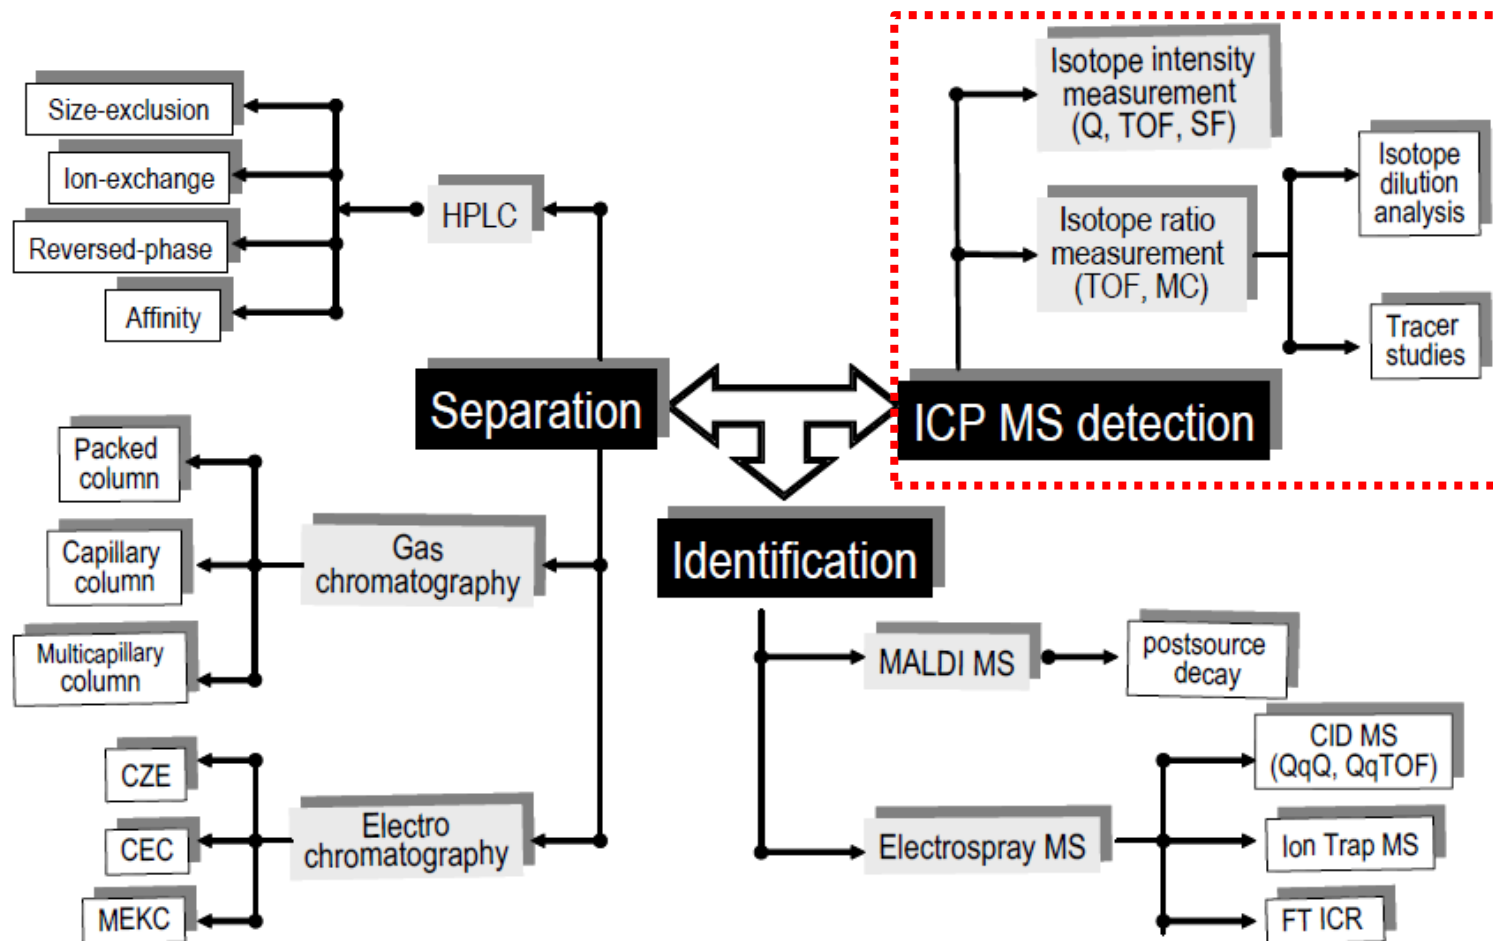 Size-exclusion
Ion-exchange
Reversed-phase
Affinity
HPLC
Separation
Packed
column
Capillary
column
Multicapillary
column
Gas
chromatography
CZE
CEC
MEKC
Electro
chromatography
Isotope intensity
measurement
(Q, TOF, SF)
Isotope ratio
measurement
(TOF, MC)
Isotope
dilution
analysis
Tracer
studies
ICP MS detection
Identification
MALDI MS
postsource
decay
Electrospray MS
CID MS
(QqQ, QqTOF)
Ion Trap MS
FT ICR